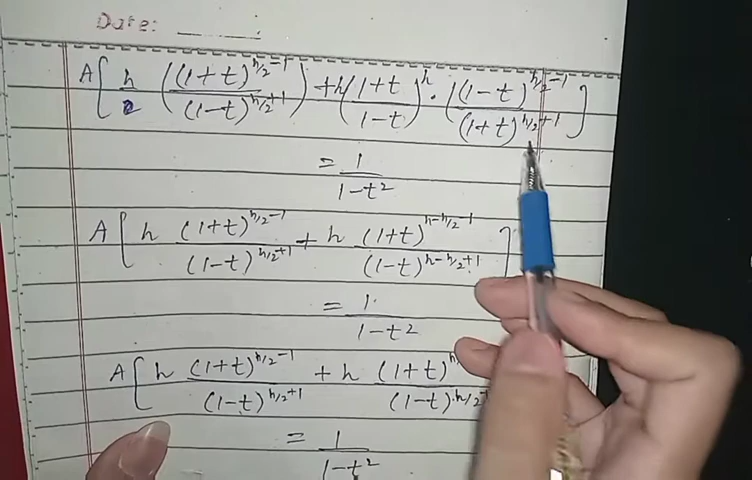 Date:
A[ h/2 ((1+t)^(h/2-1) / (1-t)^(h/2+1)) + h((1+t)/(1-t))^h · ((1-t)^(h/2-1) / (1+t)^(h/2+1)) ]
= 1/(1-t²)
A[ h (1+t)^(h/2-1) / (1-t)^(h/2+1) + h (1+t)^(h-h/2-1) / (1-t)^(h-h/2+1) ]
= 1/(1-t²)
A[ h (1+t)^(h/2-1) / (1-t)^(h/2+1) + h (1+t)^h / (1-t)^h/2
= 1/(1-t²)